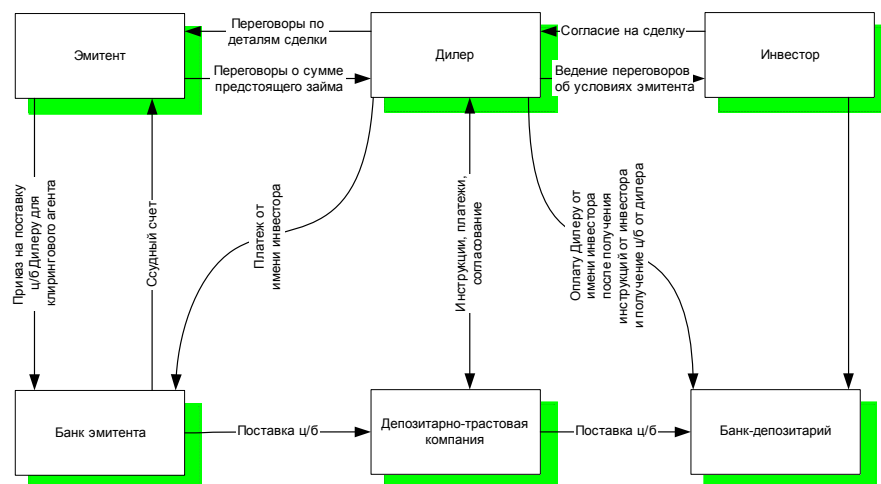 Эмитент
Переговоры по
деталям сделки
Переговоры о сумме
предстоящего займа
Дилер
Согласие на сделку
Ведение переговоров
об условиях эмитента
Инвестор
Приказ на поставку
ц/б Дилеру для
клирингового агента
Ссудный счет
Платеж от
имени инвестора
Инструкции, платежи,
согласование
Оплату Дилеру от
имени инвестора
после получения
инструкций от инвестора
и получение ц/б от дилера
Банк эмитента
Поставка ц/б
Депозитарно-трастовая
компания
Поставка ц/б
Банк-депозитарий